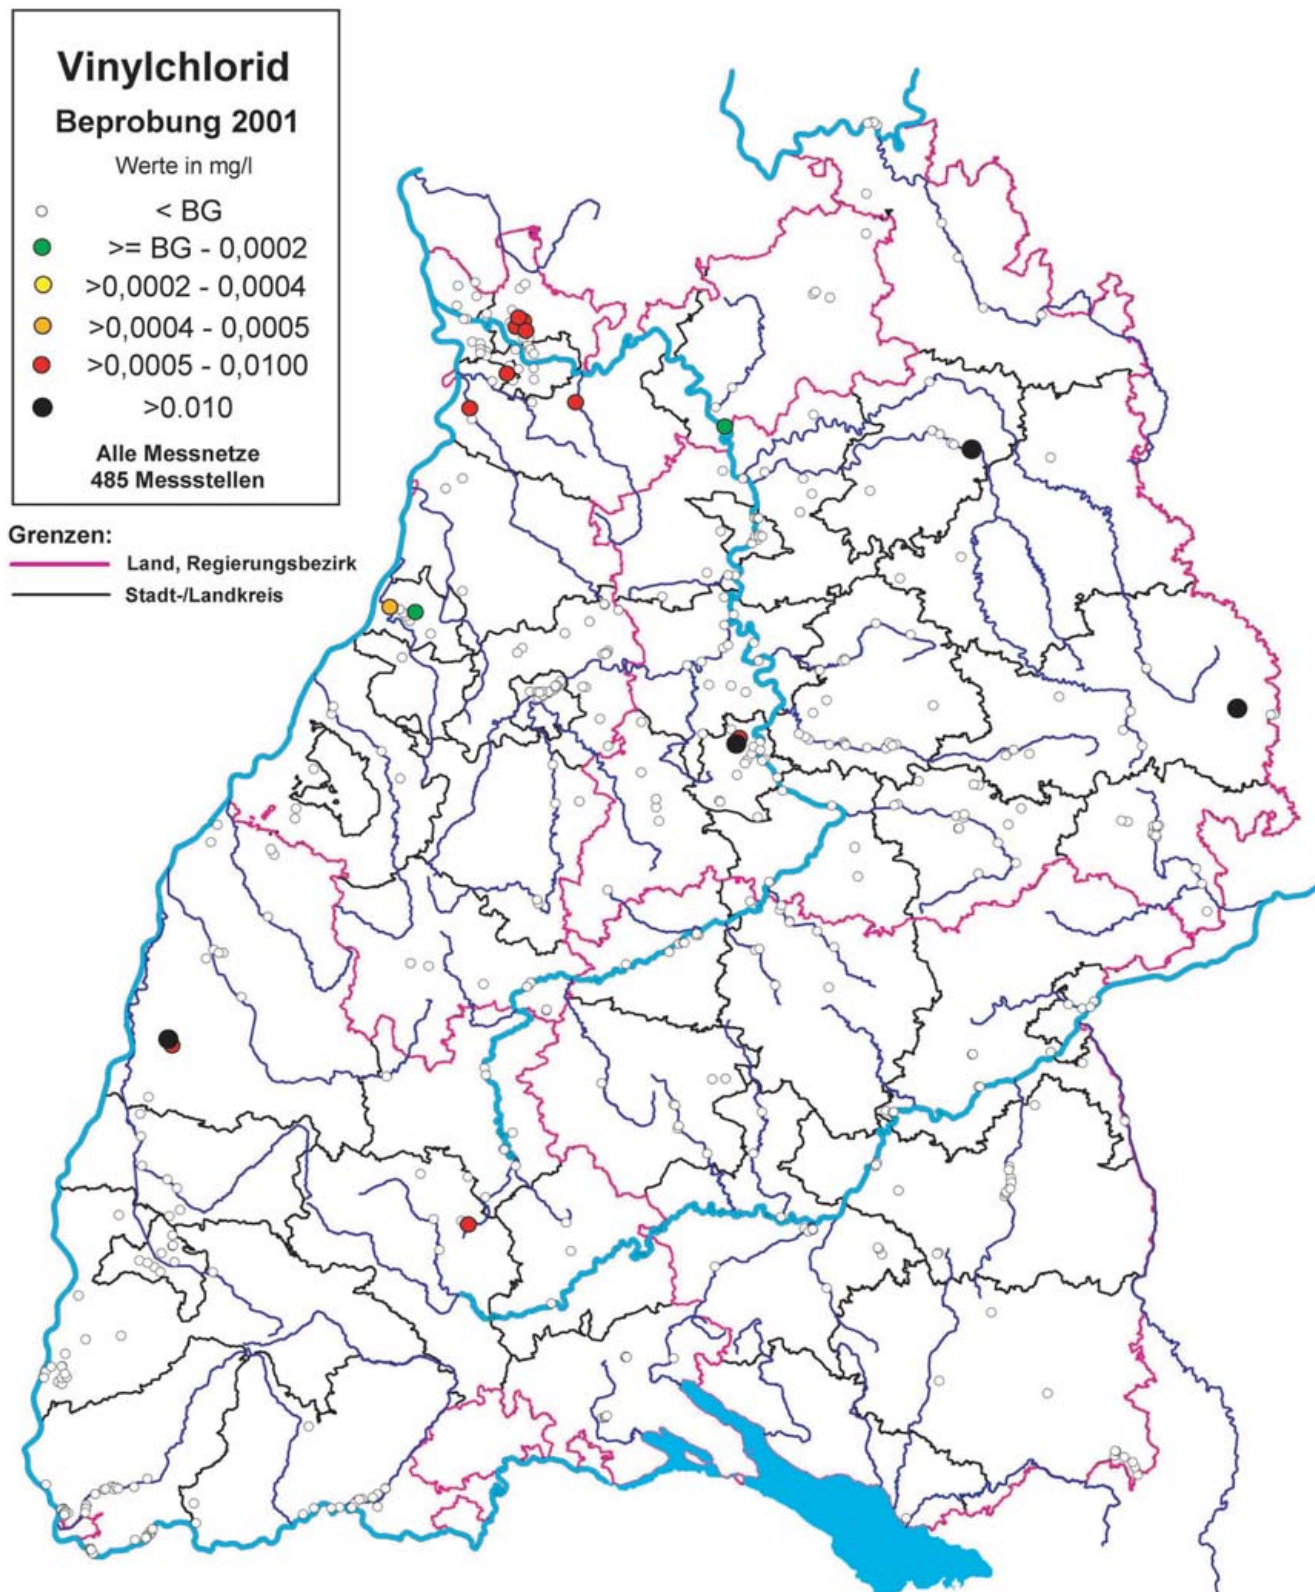 Vinylchlorid
Beprobung 2001
Werte in mg/l
< BG
>= BG - 0,0002
>0,0002 - 0,0004
>0,0004 - 0,0005
>0,0005 - 0,0100
>0.010
Alle Messnetze
485 Messstellen
Grenzen:
Land, Regierungsbezirk
Stadt-/Landkreis